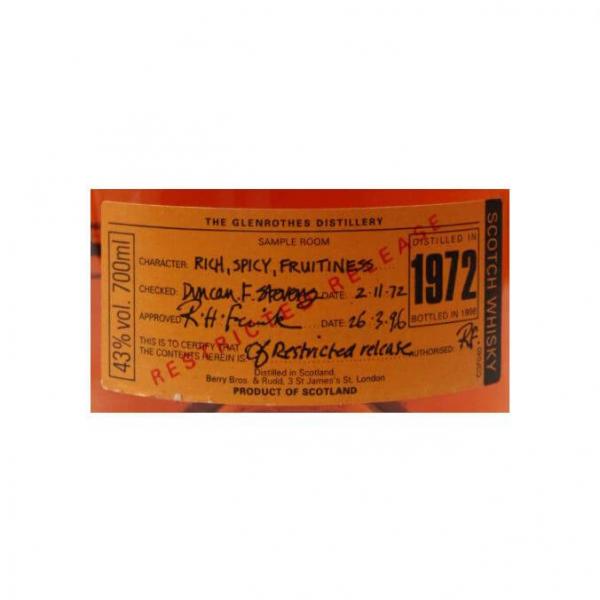 THE GLENROTHES DISTILLERY
SAMPLE ROOM
CHARACTER: RICH, SPICY, FRUITINESS
CHECKED: Duncan. F. Stevens DATE: 2.11.72
APPROVED R.H. DATE: 26.3.96
THIS IS TO CERTIFY THAT
THE CONTENTS HEREIN IS Of Restricted release AUTHORISED: RF
Distilled in Scotland.
Berry Bros. & Rudd, 3 St James's St, London
PRODUCT OF SCOTLAND
43% vol. 700ml
RESTRICTED RELEASE
DISTILLED IN
1972
BOTTLED IN 1996
SCOTCH WHISKY